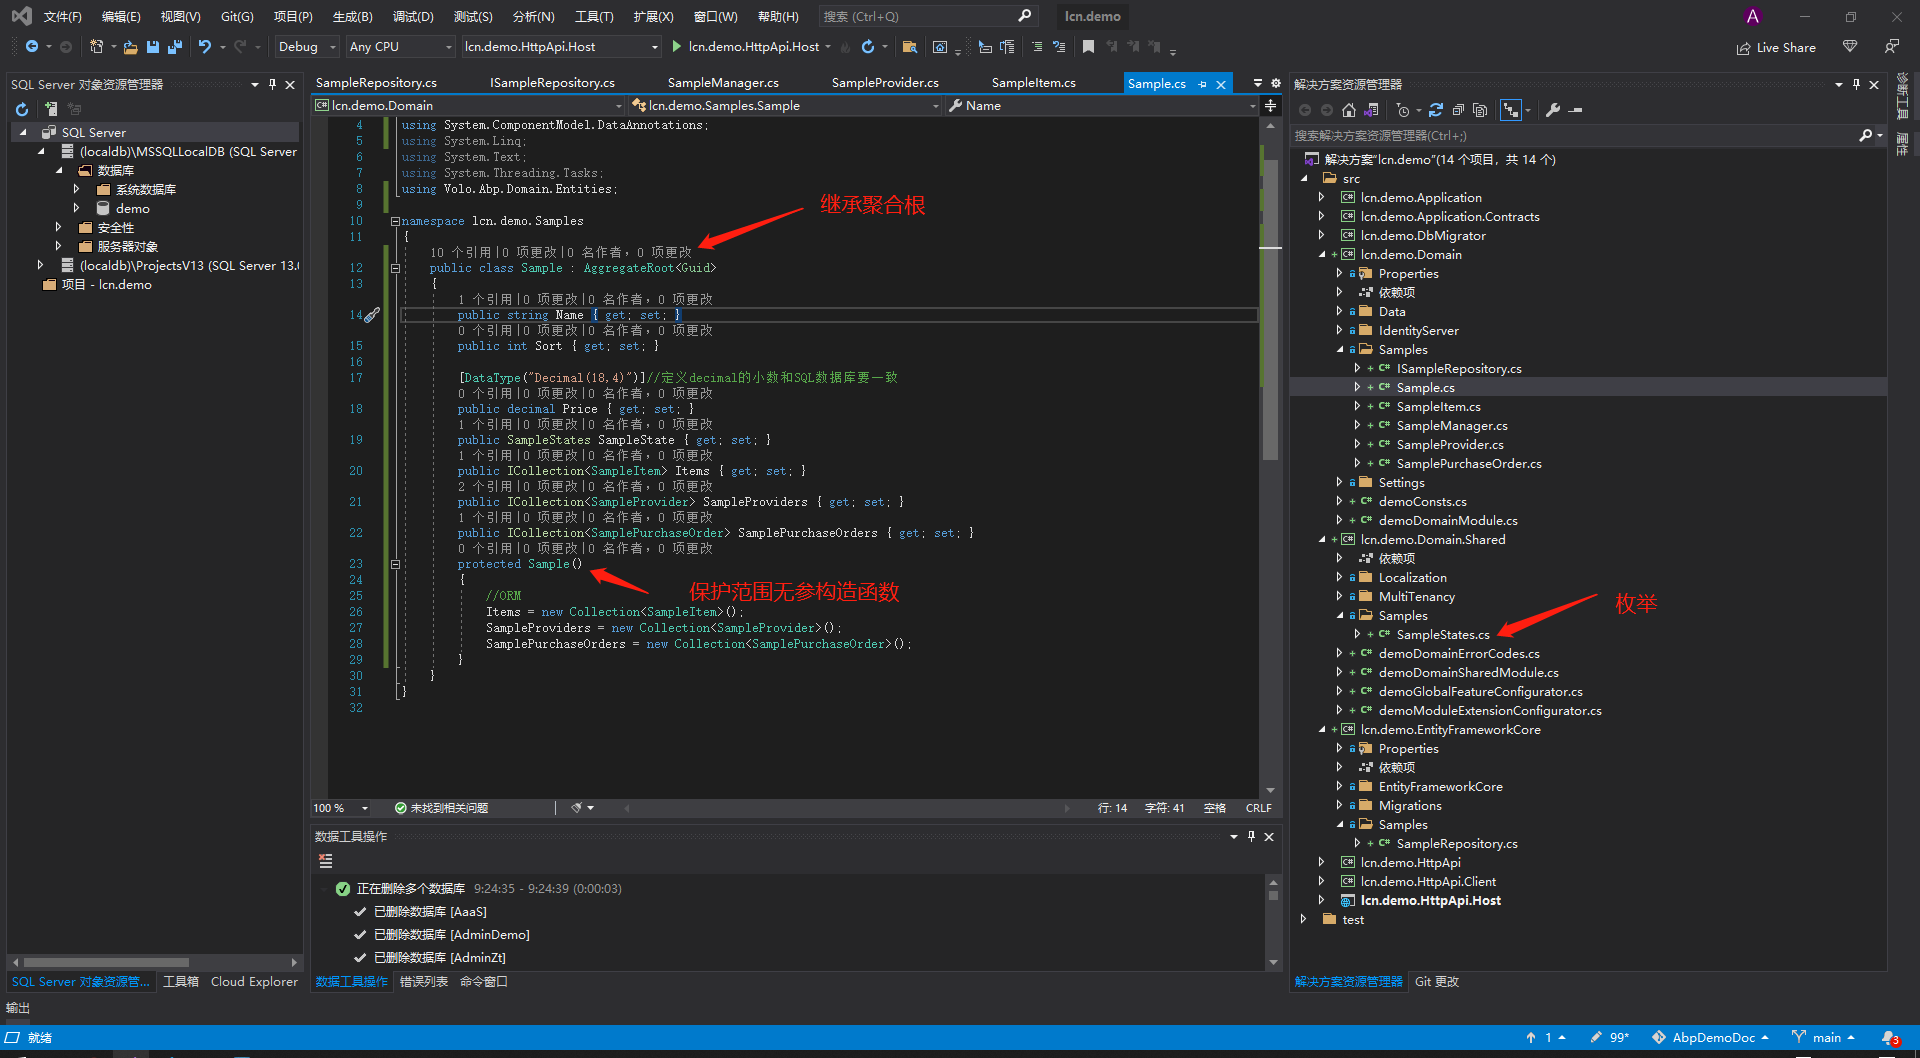 文件(F) 编辑(E) 视图(V) Git(G) 项目(P) 生成(B) 调试(D) 测试(S) 分析(N) 工具(T) 扩展(X) 窗口(W) 帮助(H) 搜索 (Ctrl+Q) lcn.demo A
Debug Any CPU lcn.demo.HttpApi.Host lcn.demo.HttpApi.Host Live Share
SQL Server 对象资源管理器
SQL Server
(localdb)\MSSQLLocalDB (SQL Server
数据库
系统数据库
demo
安全性
服务器对象
(localdb)\ProjectsV13 (SQL Server 13.
项目 - lcn.demo
SQL Server 对象资源管... 工具箱 Cloud Explorer
SampleRepository.cs ISampleRepository.cs SampleManager.cs SampleProvider.cs SampleItem.cs Sample.cs
lcn.demo.Domain lcn.demo.Samples.Sample Name
4 using System.ComponentModel.DataAnnotations;
5 using System.Linq;
6 using System.Text;
7 using System.Threading.Tasks;
8 using Volo.Abp.Domain.Entities;
9
继承聚合根
10 namespace lcn.demo.Samples
11 {
10 个引用|0 项更改|0 名作者，0 项更改
12 public class Sample : AggregateRoot<Guid>
13 {
1 个引用|0 项更改|0 名作者，0 项更改
14 public string Name { get; set; }
0 个引用|0 项更改|0 名作者，0 项更改
15 public int Sort { get; set; }
16
17 [DataType("Decimal(18,4)")]//定义decimal的小数和SQL数据库要一致
0 个引用|0 项更改|0 名作者，0 项更改
18 public decimal Price { get; set; }
1 个引用|0 项更改|0 名作者，0 项更改
19 public SampleStates SampleState { get; set; }
1 个引用|0 项更改|0 名作者，0 项更改
20 public ICollection<SampleItem> Items { get; set; }
2 个引用|0 项更改|0 名作者，0 项更改
21 public ICollection<SampleProvider> SampleProviders { get; set; }
1 个引用|0 项更改|0 名作者，0 项更改
22 public ICollection<SamplePurchaseOrder> SamplePurchaseOrders { get; set; }
0 个引用|0 项更改|0 名作者，0 项更改
23 protected Sample()
24 {
保护范围无参构造函数
25 //ORM
26 Items = new Collection<SampleItem>();
27 SampleProviders = new Collection<SampleProvider>();
28 SamplePurchaseOrders = new Collection<SamplePurchaseOrder>();
29 }
30 }
31 }
32
100 % 未找到相关问题 行: 14 字符: 41 空格 CRLF
数据工具操作
正在删除多个数据库 9:24:35 - 9:24:39 (0:00:03)
已删除数据库 [AaaS]
已删除数据库 [AdminDemo]
已删除数据库 [AdminZt]
数据工具操作 错误列表 命令窗口
解决方案资源管理器
搜索解决方案资源管理器(Ctrl+;)
解决方案"lcn.demo"(14 个项目，共 14 个)
src
lcn.demo.Application
lcn.demo.Application.Contracts
lcn.demo.DbMigrator
lcn.demo.Domain
Properties
依赖项
Data
IdentityServer
Samples
ISampleRepository.cs
Sample.cs
SampleItem.cs
SampleManager.cs
SampleProvider.cs
SamplePurchaseOrder.cs
Settings
demoConsts.cs
demoDomainModule.cs
lcn.demo.Domain.Shared
依赖项
Localization
MultiTenancy
枚举
Samples
SampleStates.cs
demoDomainErrorCodes.cs
demoDomainSharedModule.cs
demoGlobalFeatureConfigurator.cs
demoModuleExtensionConfigurator.cs
lcn.demo.EntityFrameworkCore
Properties
依赖项
EntityFrameworkCore
Migrations
Samples
SampleRepository.cs
lcn.demo.HttpApi
lcn.demo.HttpApi.Client
lcn.demo.HttpApi.Host
test
解决方案资源管理器 Git 更改
诊断工具
属性
输出
就绪 1 99* AbpDemoDoc main 3